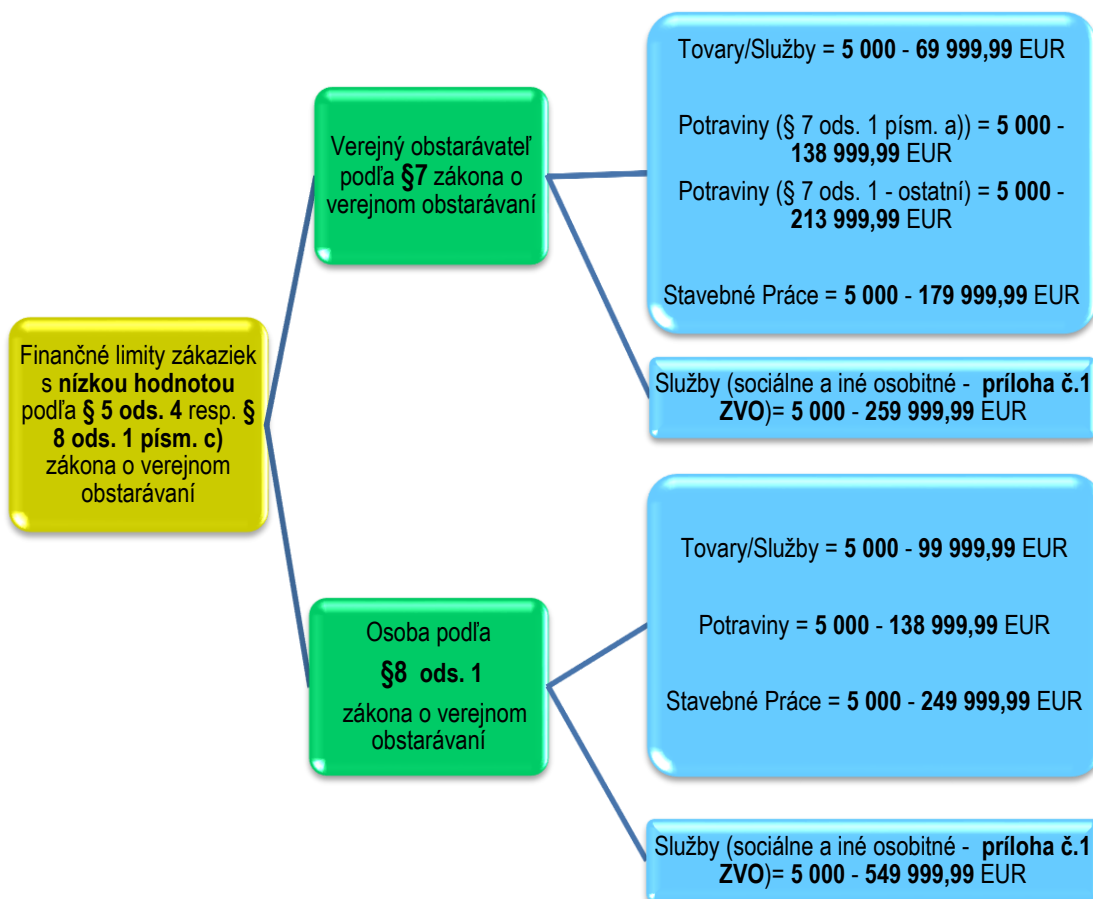 Finančné limity zákaziek
s nízkou hodnotou
podľa § 5 ods. 4 resp. §
8 ods. 1 písm. c)
zákona o verejnom
obstarávaní
Verejný obstarávateľ
podľa §7 zákona o
verejnom obstarávaní
Tovary/Služby = 5 000 - 69 999,99 EUR
Potraviny (§ 7 ods. 1 písm. a)) = 5 000 -
138 999,99 EUR
Potraviny (§ 7 ods. 1 - ostatní) = 5 000 -
213 999,99 EUR
Stavebné Práce = 5 000 - 179 999,99 EUR
Služby (sociálne a iné osobitné - príloha č.1
ZVO)= 5 000 - 259 999,99 EUR
Osoba podľa
§8 ods. 1
zákona o verejnom
obstarávaní
Tovary/Služby = 5 000 - 99 999,99 EUR
Potraviny = 5 000 - 138 999,99 EUR
Stavebné Práce = 5 000 - 249 999,99 EUR
Služby (sociálne a iné osobitné - príloha č.1
ZVO)= 5 000 - 549 999,99 EUR